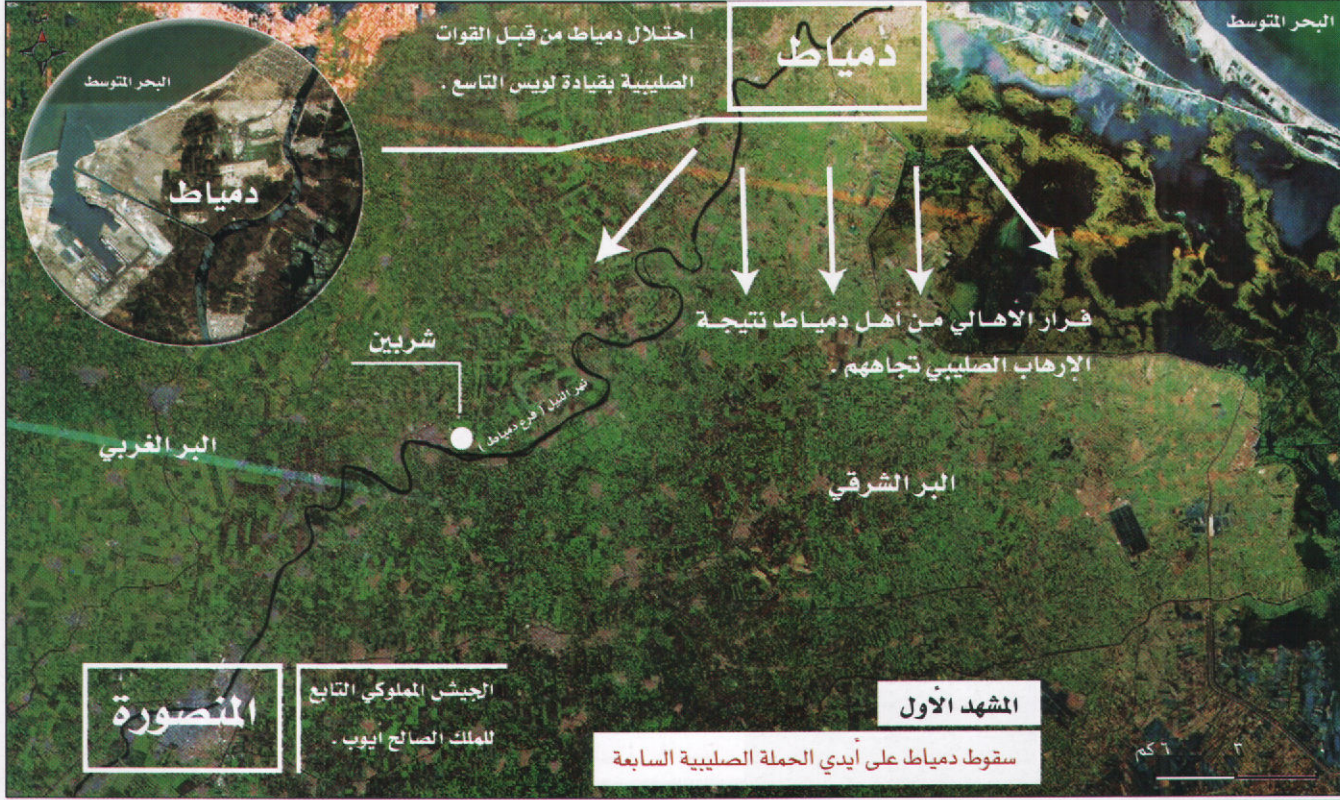 البحر المتوسط
دمياط
احتلال دمياط من قبل القوات
الصليبية بقيادة لويس التاسع .
البحر المتوسط
دمياط
فرار الأهالي من أهل دمياط نتيجة
الإرهاب الصليبي تجاههم .
شربين
نهر النيل ( فرع دمياط )
البر الغربي
البر الشرقي
المنصورة
الجيش المملوكي التابع
للملك الصالح ايوب .
المشهد الأول
سقوط دمياط على أيدي الحملة الصليبية السابعة
٣ ٦ كم